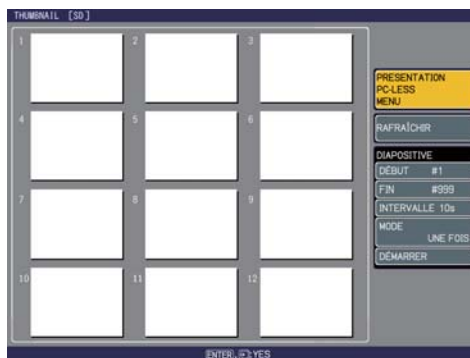 THUMBNAIL [SD]
1 2 3
4 5 6
7 8 9
10 11 12
PRESENTATION
PC-LESS
MENU
RAFRAÎCHIR
DIAPOSITIVE
DÉBUT #1
FIN #999
INTERVALLE 10s
MODE
UNE FOIS
DÉMARRER
ENTER , :YES